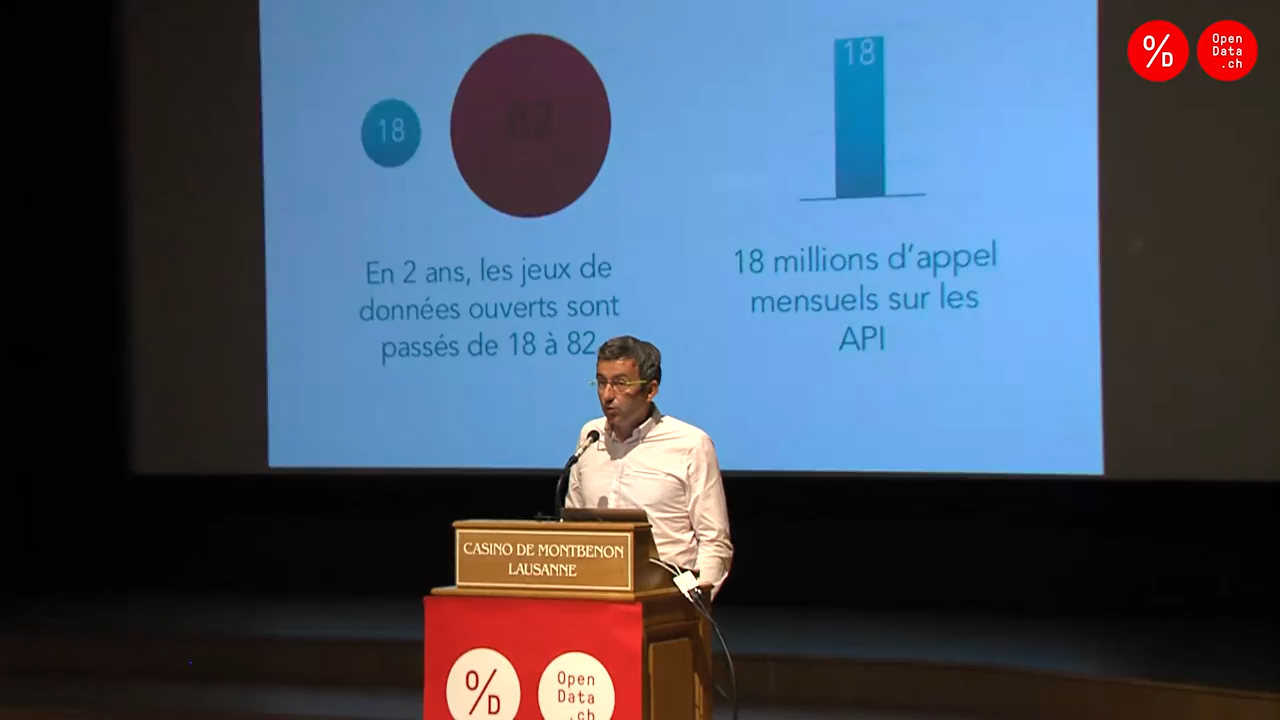 18
82
18
En 2 ans, les jeux de
données ouverts sont
passés de 18 à 82
18 millions d'appel
mensuels sur les
API
%D
Open
Data
.ch
CASINO DE MONTBENON
LAUSANNE
%D
Open
Data
.ch